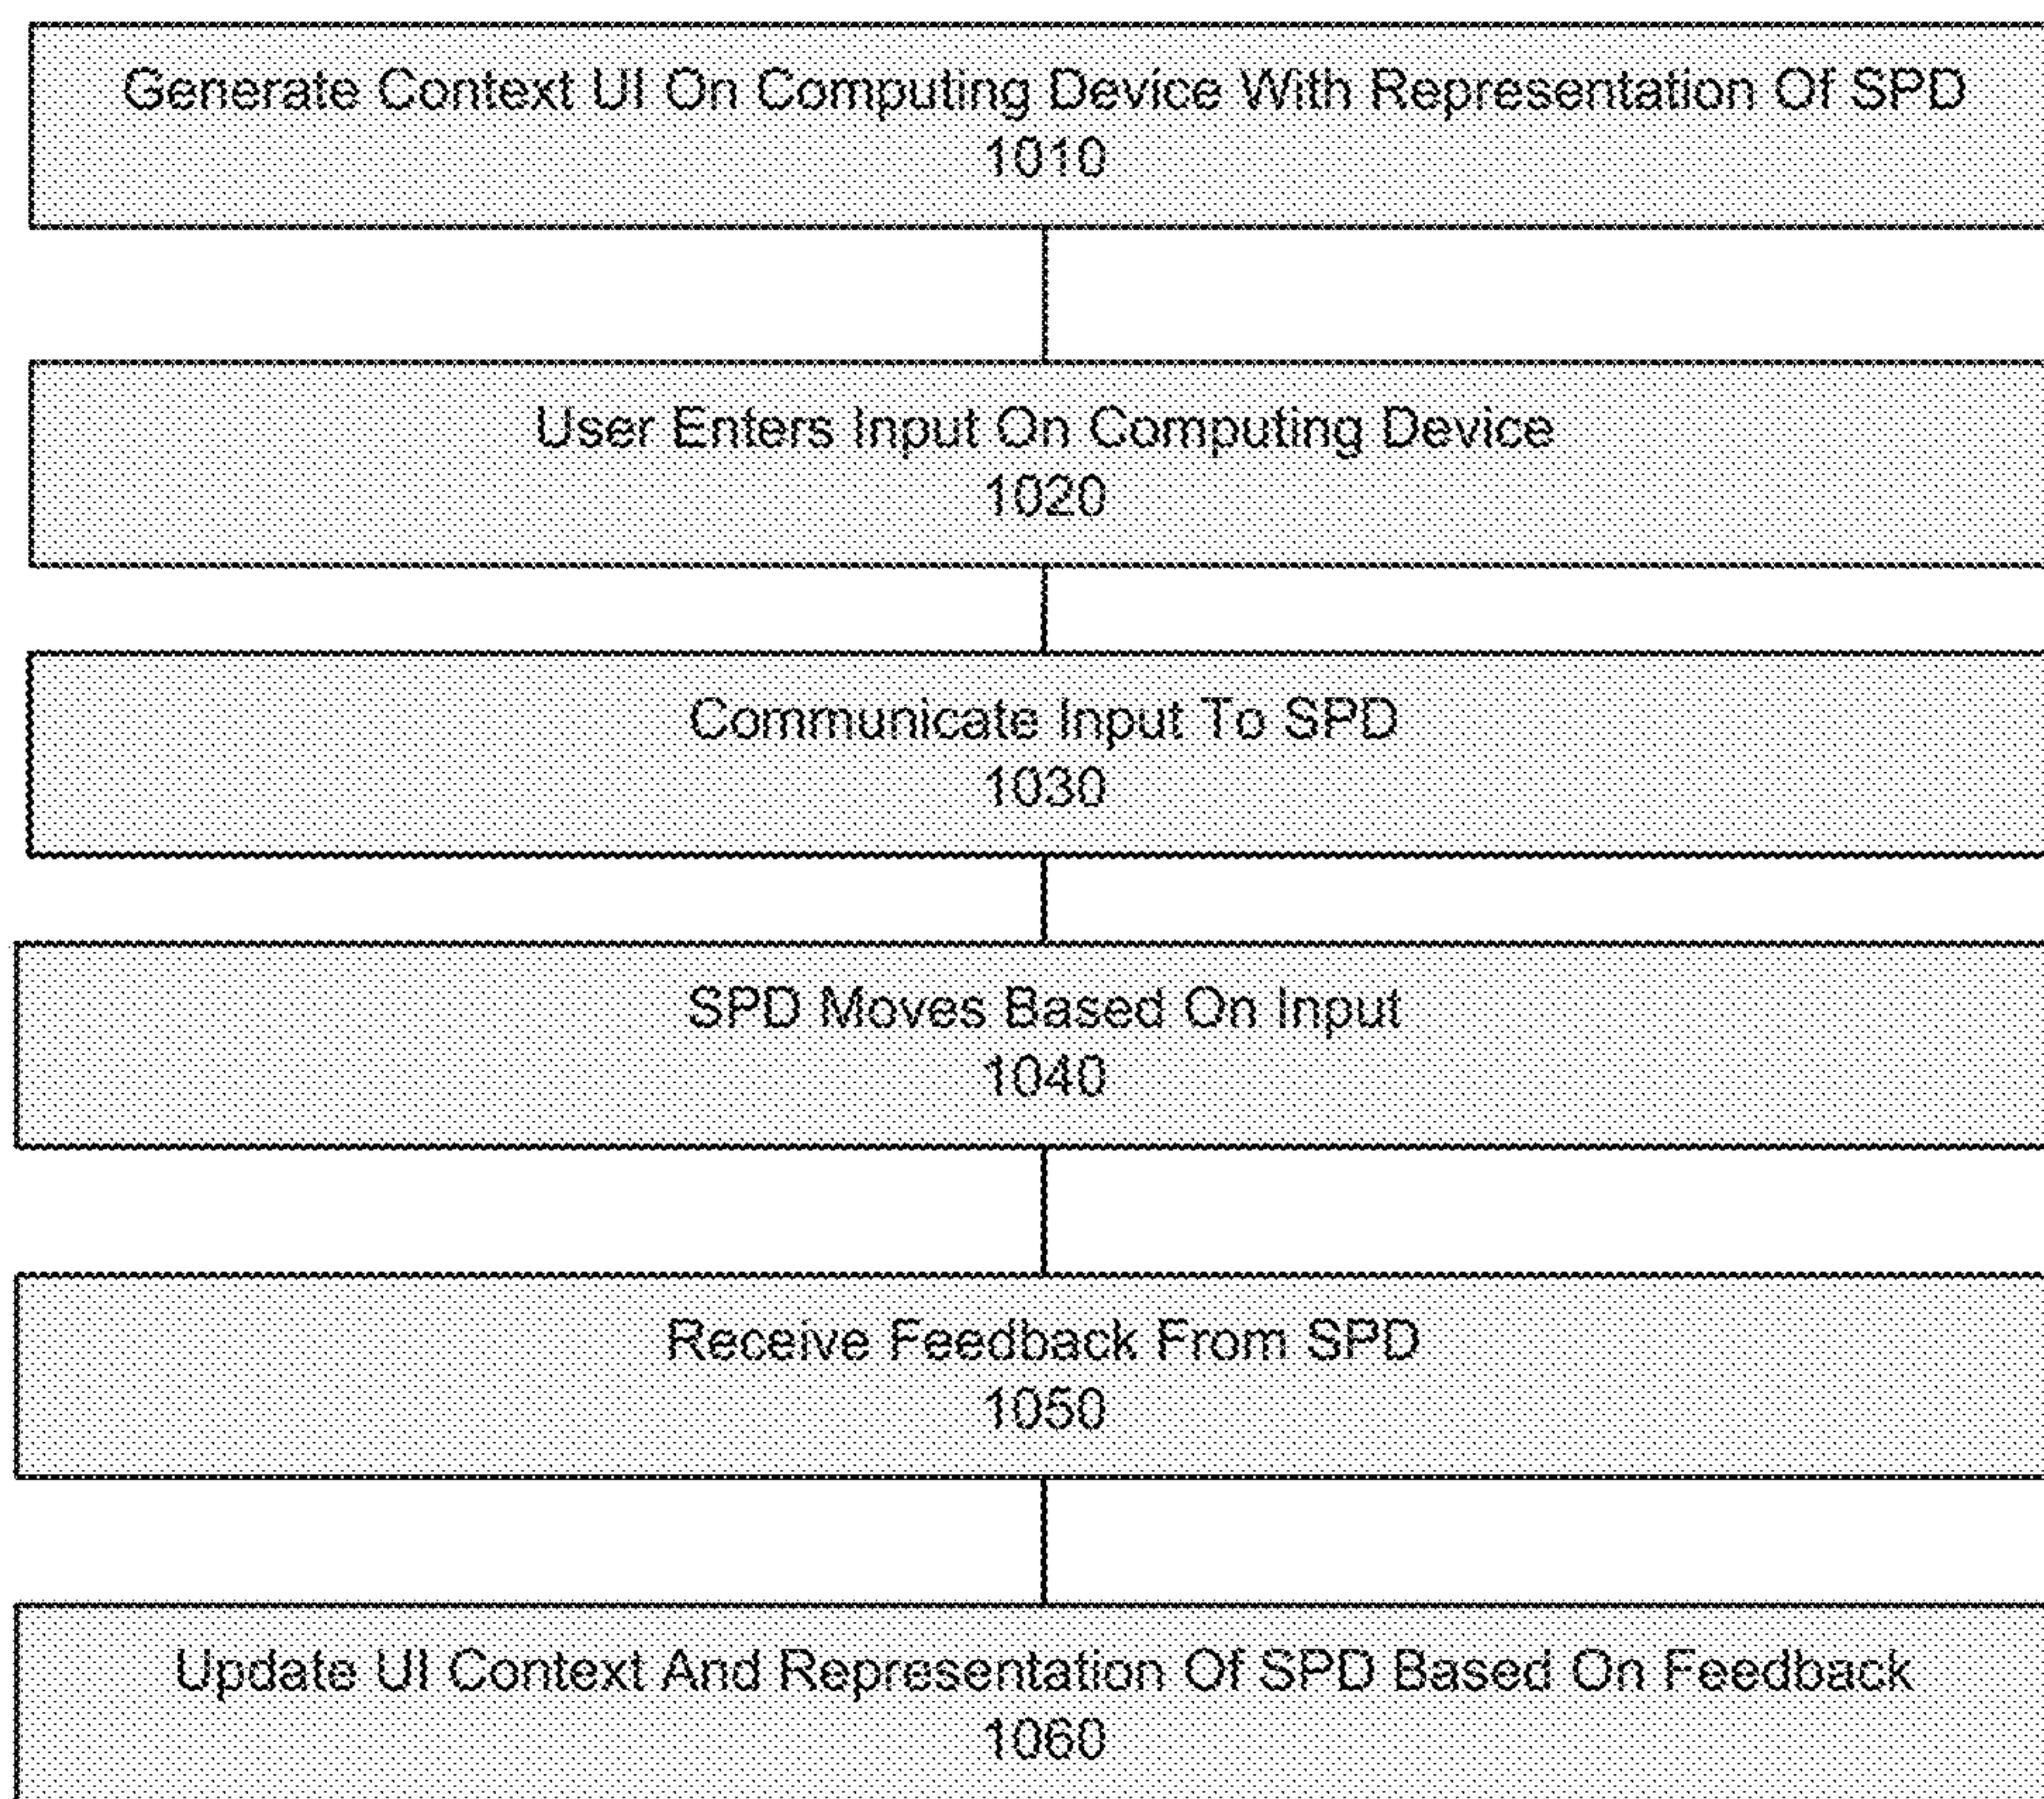 Generate Context UI On Computing Device With Representation Of SPD
1010
User Enters Input On Computing Device
1020
Communicate Input To SPD
1030
SPD Moves Based On Input
1040
Receive Feedback From SPD
1050
Update UI Context And Representation Of SPD Based On Feedback
1060